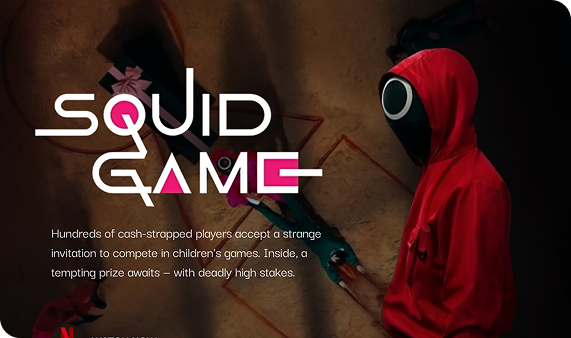 SQUID
GAME
Hundreds of cash-strapped players accept a strange
invitation to compete in children's games. Inside, a
tempting prize awaits – with deadly high stakes.
N